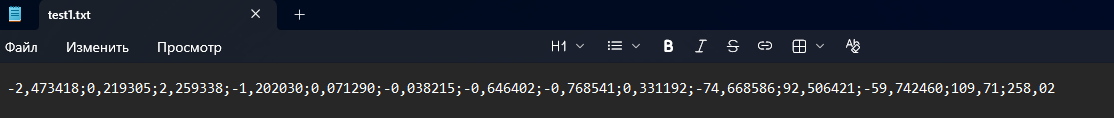 test1.txt
Файл Изменить Просмотр H1 B I S
-2,473418;0,219305;2,259338;-1,202030;0,071290;-0,038215;-0,646402;-0,768541;0,331192;-74,668586;92,506421;-59,742460;109,71;258,02